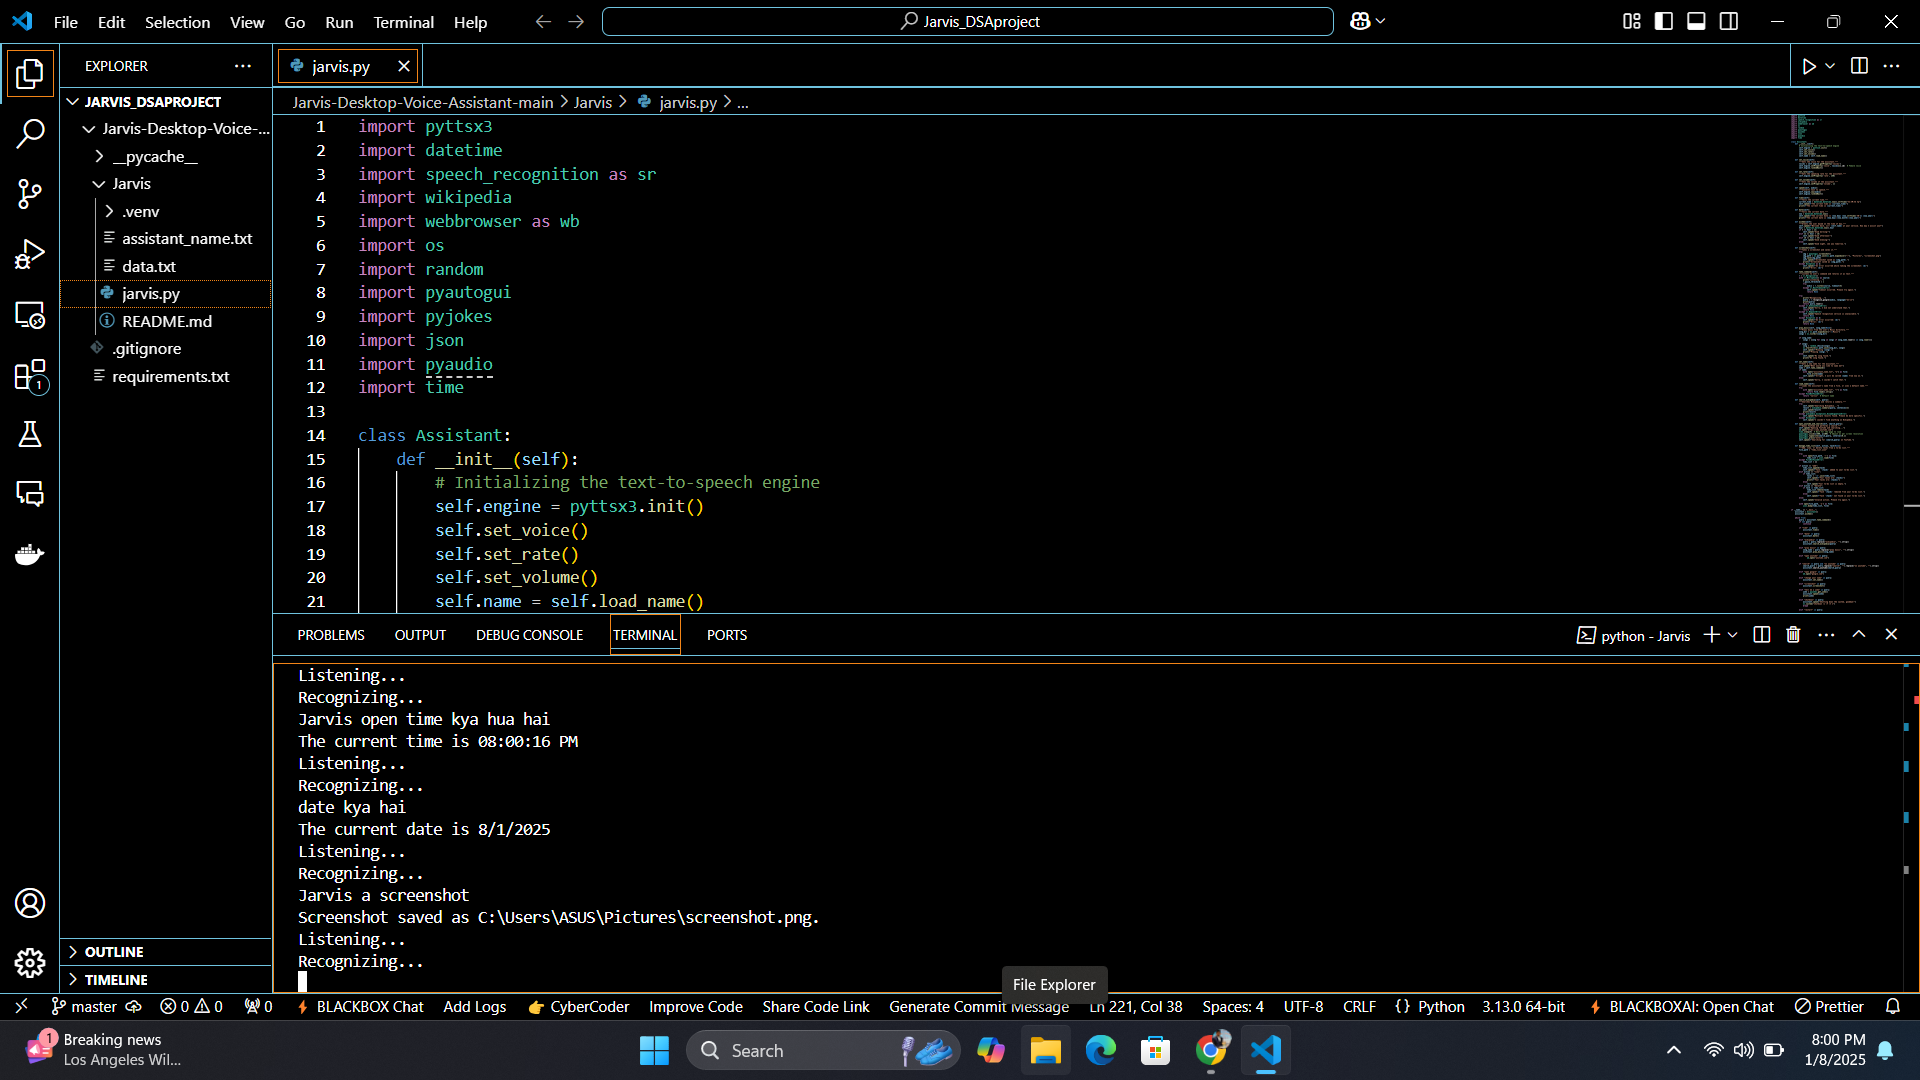 File Edit Selection View Go Run Terminal Help
Jarvis_DSAproject
EXPLORER
JARVIS_DSAPROJECT
Jarvis-Desktop-Voice-...
__pycache__
Jarvis
.venv
assistant_name.txt
data.txt
jarvis.py
README.md
.gitignore
requirements.txt
OUTLINE
TIMELINE
1
jarvis.py
Jarvis-Desktop-Voice-Assistant-main > Jarvis > jarvis.py > ...
1 import pyttsx3
2 import datetime
3 import speech_recognition as sr
4 import wikipedia
5 import webbrowser as wb
6 import os
7 import random
8 import pyautogui
9 import pyjokes
10 import json
11 import pyaudio
12 import time
13
14 class Assistant:
15 def __init__(self):
16 # Initializing the text-to-speech engine
17 self.engine = pyttsx3.init()
18 self.set_voice()
19 self.set_rate()
20 self.set_volume()
21 self.name = self.load_name()
PROBLEMS OUTPUT DEBUG CONSOLE TERMINAL PORTS
python - Jarvis
Listening...
Recognizing...
Jarvis open time kya hua hai
The current time is 08:00:16 PM
Listening...
Recognizing...
date kya hai
The current date is 8/1/2025
Listening...
Recognizing...
Jarvis a screenshot
Screenshot saved as C:\Users\ASUS\Pictures\screenshot.png.
Listening...
Recognizing...
File Explorer
master 0 0 0 BLACKBOX Chat Add Logs CyberCoder Improve Code Share Code Link Generate Commit Message Ln 221, Col 38 Spaces: 4 UTF-8 CRLF {} Python 3.13.0 64-bit BLACKBOXAI: Open Chat Prettier
1
Breaking news
Los Angeles Wil...
Search
8:00 PM
1/8/2025